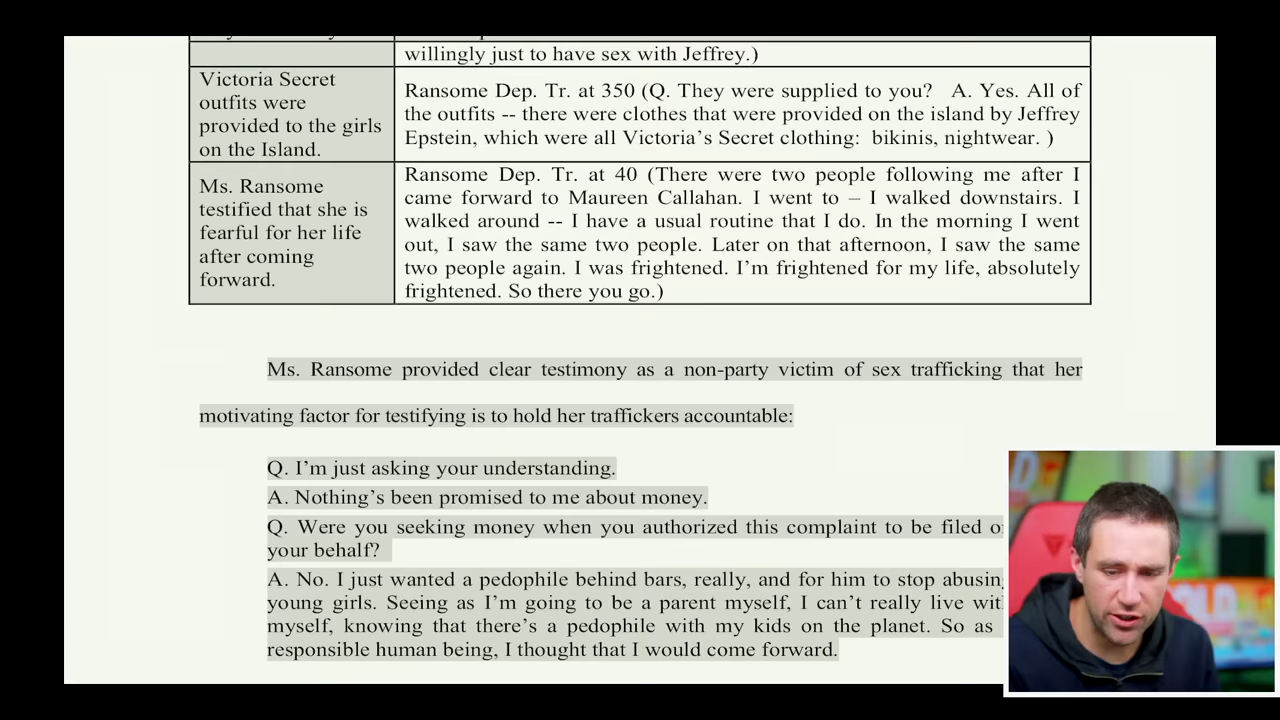 willingly just to have sex with Jeffrey.)
Victoria Secret
outfits were
provided to the girls
on the Island.
Ransome Dep. Tr. at 350 (Q. They were supplied to you? A. Yes. All of
the outfits -- there were clothes that were provided on the island by Jeffrey
Epstein, which were all Victoria's Secret clothing: bikinis, nightwear. )
Ms. Ransome
testified that she is
fearful for her life
after coming
forward.
Ransome Dep. Tr. at 40 (There were two people following me after I
came forward to Maureen Callahan. I went to – I walked downstairs. I
walked around -- I have a usual routine that I do. In the morning I went
out, I saw the same two people. Later on that afternoon, I saw the same
two people again. I was frightened. I'm frightened for my life, absolutely
frightened. So there you go.)
Ms. Ransome provided clear testimony as a non-party victim of sex trafficking that her
motivating factor for testifying is to hold her traffickers accountable:
Q. I'm just asking your understanding.
A. Nothing's been promised to me about money.
Q. Were you seeking money when you authorized this complaint to be filed
your behalf?
A. No. I just wanted a pedophile behind bars, really, and for him to stop
young girls. Seeing as I'm going to be a parent myself, I can't really live
myself, knowing that there's a pedophile with my kids on the planet. So as
responsible human being, I thought that I would come forward.